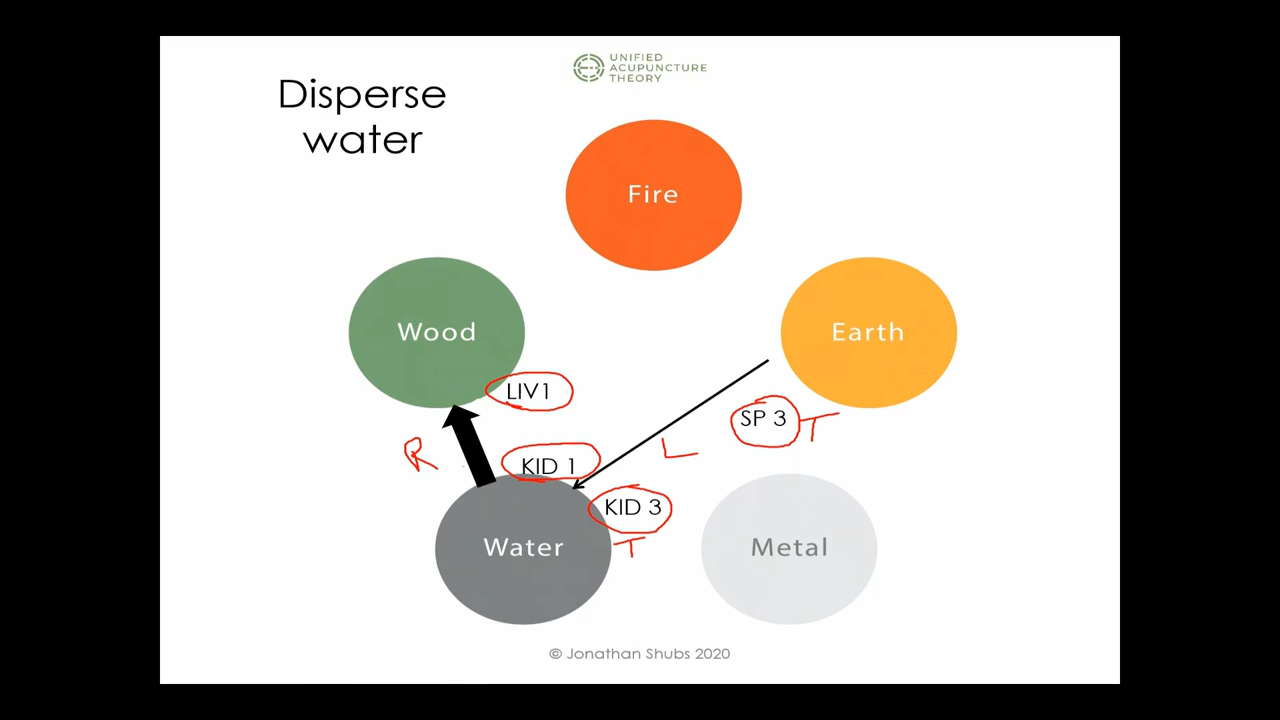 UNIFIED
ACUPUNCTURE
THEORY
Disperse
water
Fire
Wood
Earth
LIV1
SP 3 T
R
L
KID 1
KID 3
T
Water
Metal
© Jonathan Shubs 2020